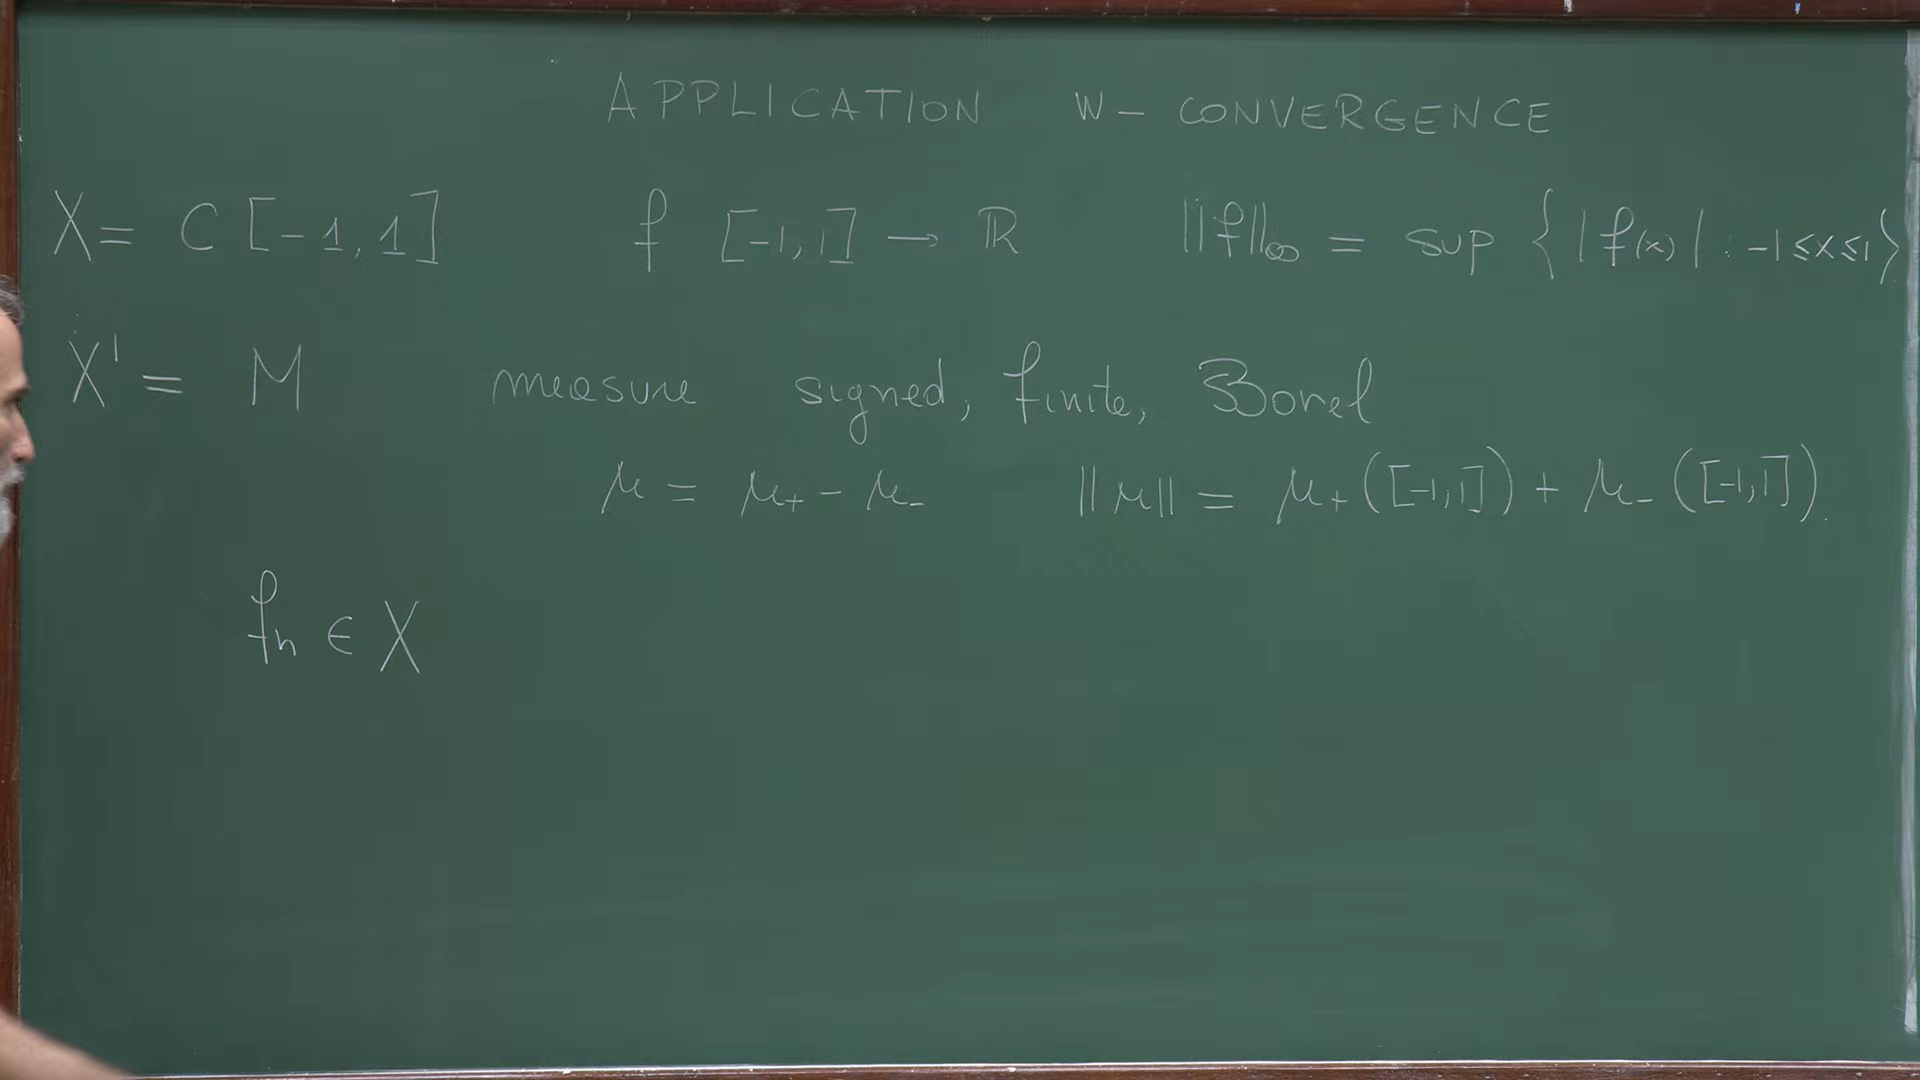 APPLICATION W- CONVERGENCE
X = C [-1, 1] f [-1, 1] → ℝ ||f||∞ = sup { |f(x)| : -1 ≤ x ≤ 1 }
X' = M measure signed, finite, Borel
μ = μ+ - μ- ||μ|| = μ+([-1,1]) + μ-([-1,1]).
fn ∈ X